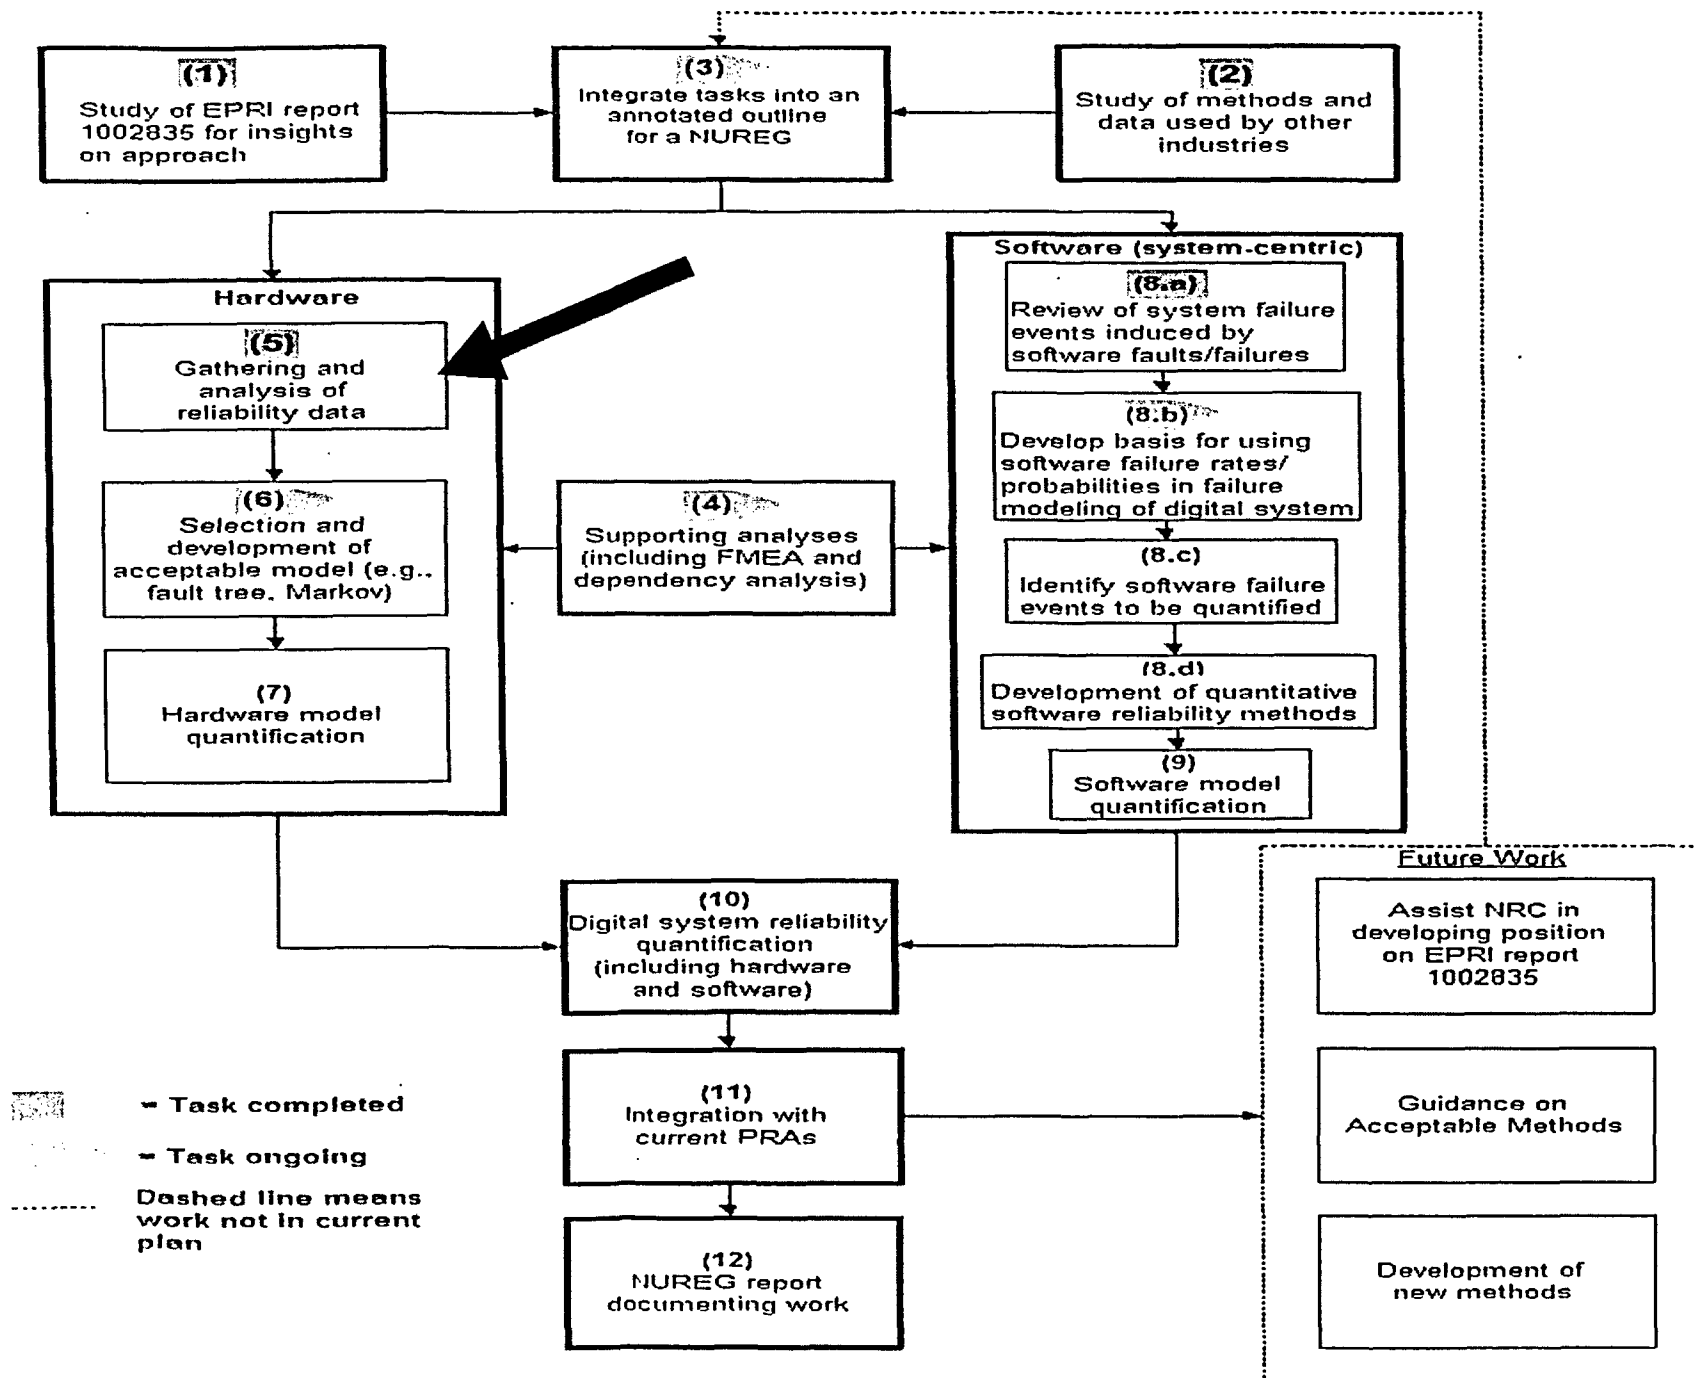 (1)
Study of EPRI report
1002835 for insights
on approach
(3)
Integrate tasks into an
annotated outline
for a NUREG
(2)
Study of methods and
data used by other
industries
Hardware
(5)
Gathering and
analysis of
reliability data
(6)
Selection and
development of
acceptable model (e.g.,
fault tree, Markov)
(7)
Hardware model
quantification
(4)
Supporting analyses
(including FMEA and
dependency analysis)
Software (system-centric)
(8.a)
Review of system failure
events induced by
software faults/failures
(8.b)
Develop basis for using
software failure rates/
probabilities in failure
modeling of digital system
(8.c)
Identify software failure
events to be quantified
(8.d)
Development of quantitative
software reliability methods
(9)
Software model
quantification
(10)
Digital system reliability
quantification
(including hardware
and software)
(11)
Integration with
current PRAs
(12)
NUREG report
documenting work
Future Work
Assist NRC in
developing position
on EPRI report
1002835
Guidance on
Acceptable Methods
Development of
new methods
= Task completed
= Task ongoing
Dashed line means
work not in current
plan